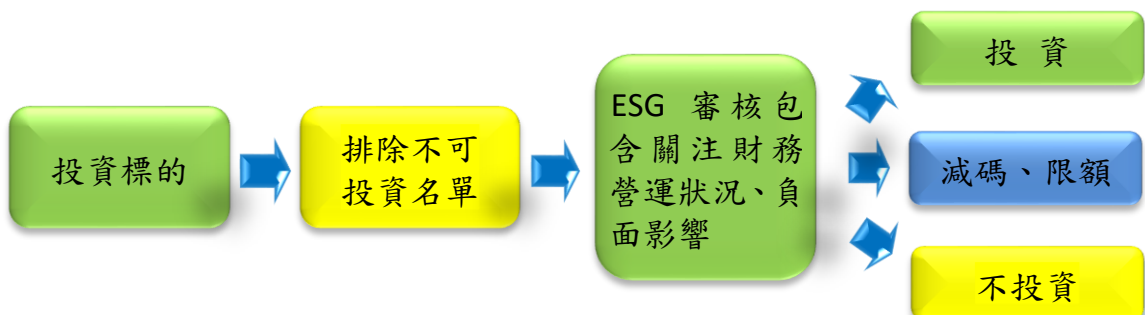 投資標的
排除不可
投資名單
ESG 審核包
含關注財務
營運狀況、負
面影響
投 資
減碼、限額
不投資